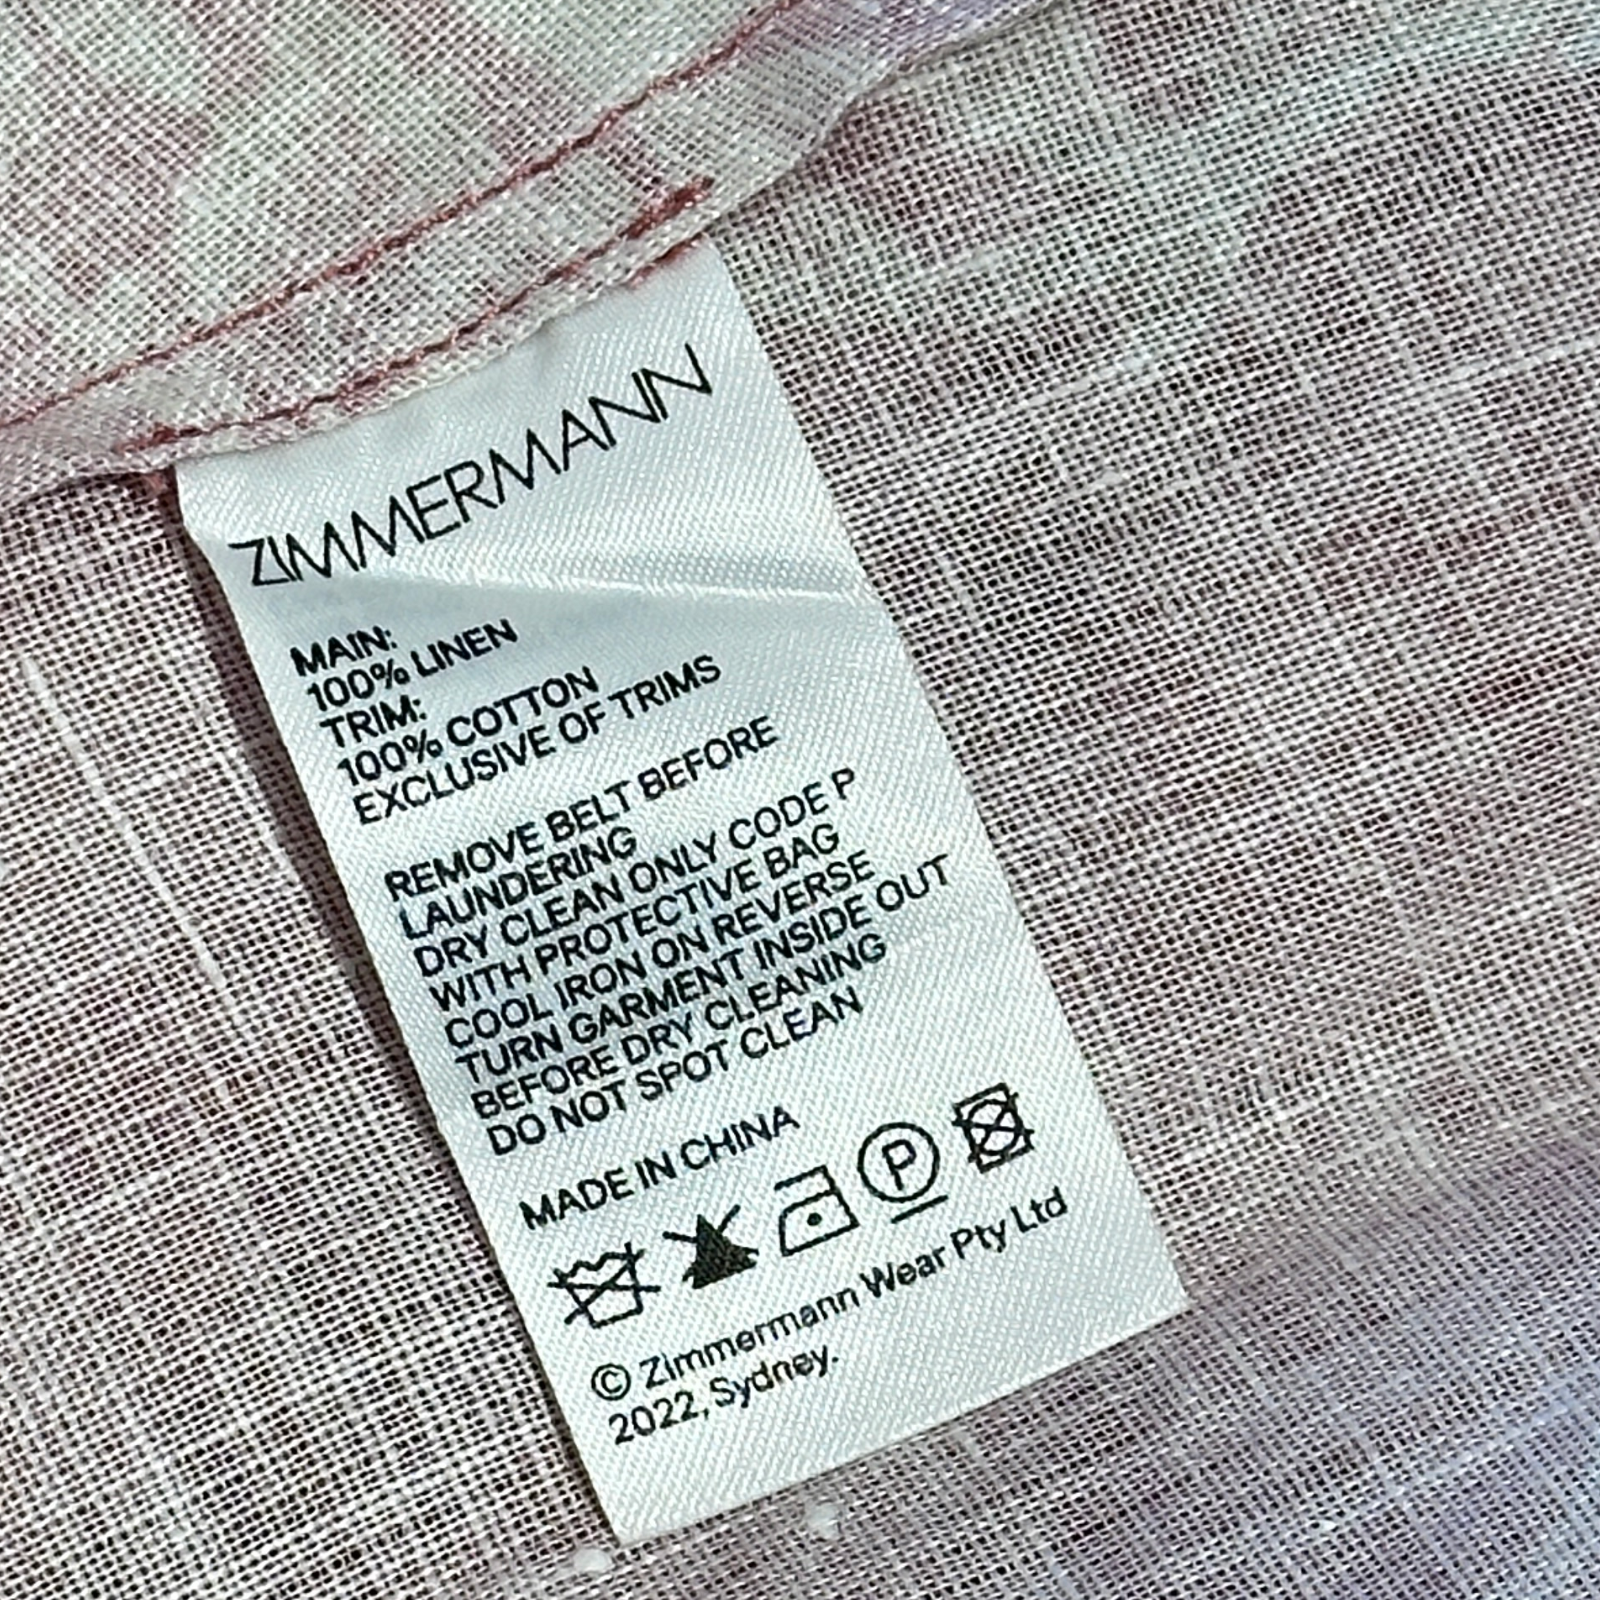 ZIMMERMANN
MAIN:
100% LINEN
TRIM:
100% COTTON
EXCLUSIVE OF TRIMS
REMOVE BELT BEFORE
LAUNDERING
DRY CLEAN ONLY CODE P
WITH PROTECTIVE BAG
COOL IRON ON REVERSE
TURN GARMENT INSIDE OUT
BEFORE DRY CLEANING
DO NOT SPOT CLEAN
MADE IN CHINA
P
© Zimmermann Wear Pty Ltd
2022, Sydney.